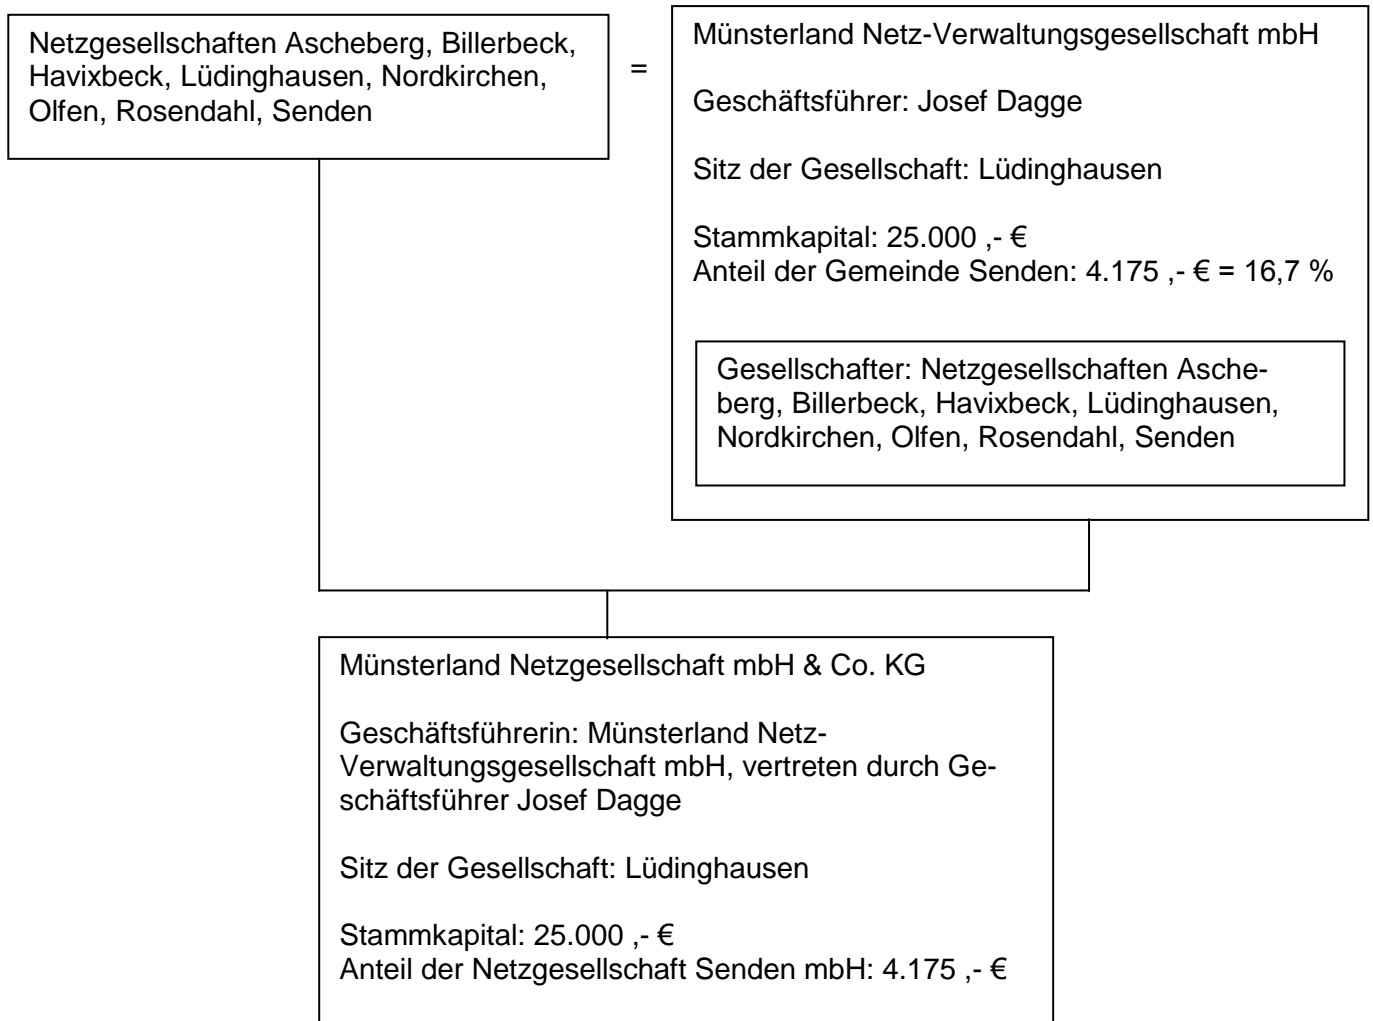 Netzgesellschaften Ascheberg, Billerbeck,
Havixbeck, Lüdinghausen, Nordkirchen,
Olfen, Rosendahl, Senden
=
Münsterland Netz-Verwaltungsgesellschaft mbH
Geschäftsführer: Josef Dagge
Sitz der Gesellschaft: Lüdinghausen
Stammkapital: 25.000 ,- €
Anteil der Gemeinde Senden: 4.175 ,- € = 16,7 %
Gesellschafter: Netzgesellschaften Asche-
berg, Billerbeck, Havixbeck, Lüdinghausen,
Nordkirchen, Olfen, Rosendahl, Senden
Münsterland Netzgesellschaft mbH & Co. KG
Geschäftsführerin: Münsterland Netz-
Verwaltungsgesellschaft mbH, vertreten durch Ge-
schäftsführer Josef Dagge
Sitz der Gesellschaft: Lüdinghausen
Stammkapital: 25.000 ,- €
Anteil der Netzgesellschaft Senden mbH: 4.175 ,- €